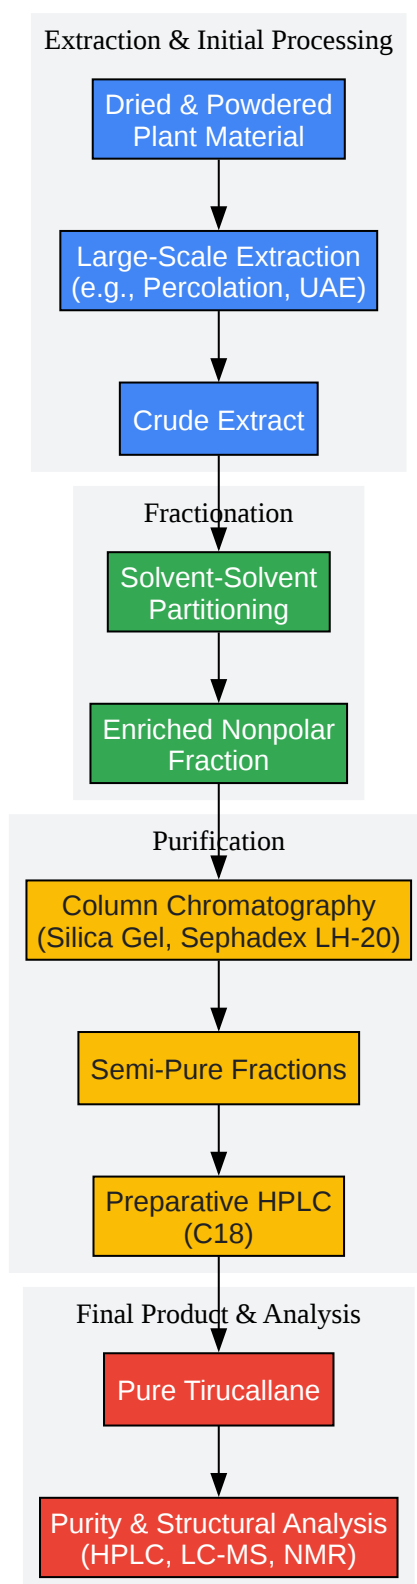 Extraction & Initial Processing
Dried & Powdered
Plant Material
Large-Scale Extraction
(e.g., Percolation, UAE)
Crude Extract
Fractionation
Solvent-Solvent
Partitioning
Enriched Nonpolar
Fraction
Purification
Column Chromatography
(Silica Gel, Sephadex LH-20)
Semi-Pure Fractions
Preparative HPLC
(C18)
Final Product & Analysis
Pure Tirucallane
Purity & Structural Analysis
(HPLC, LC-MS, NMR)